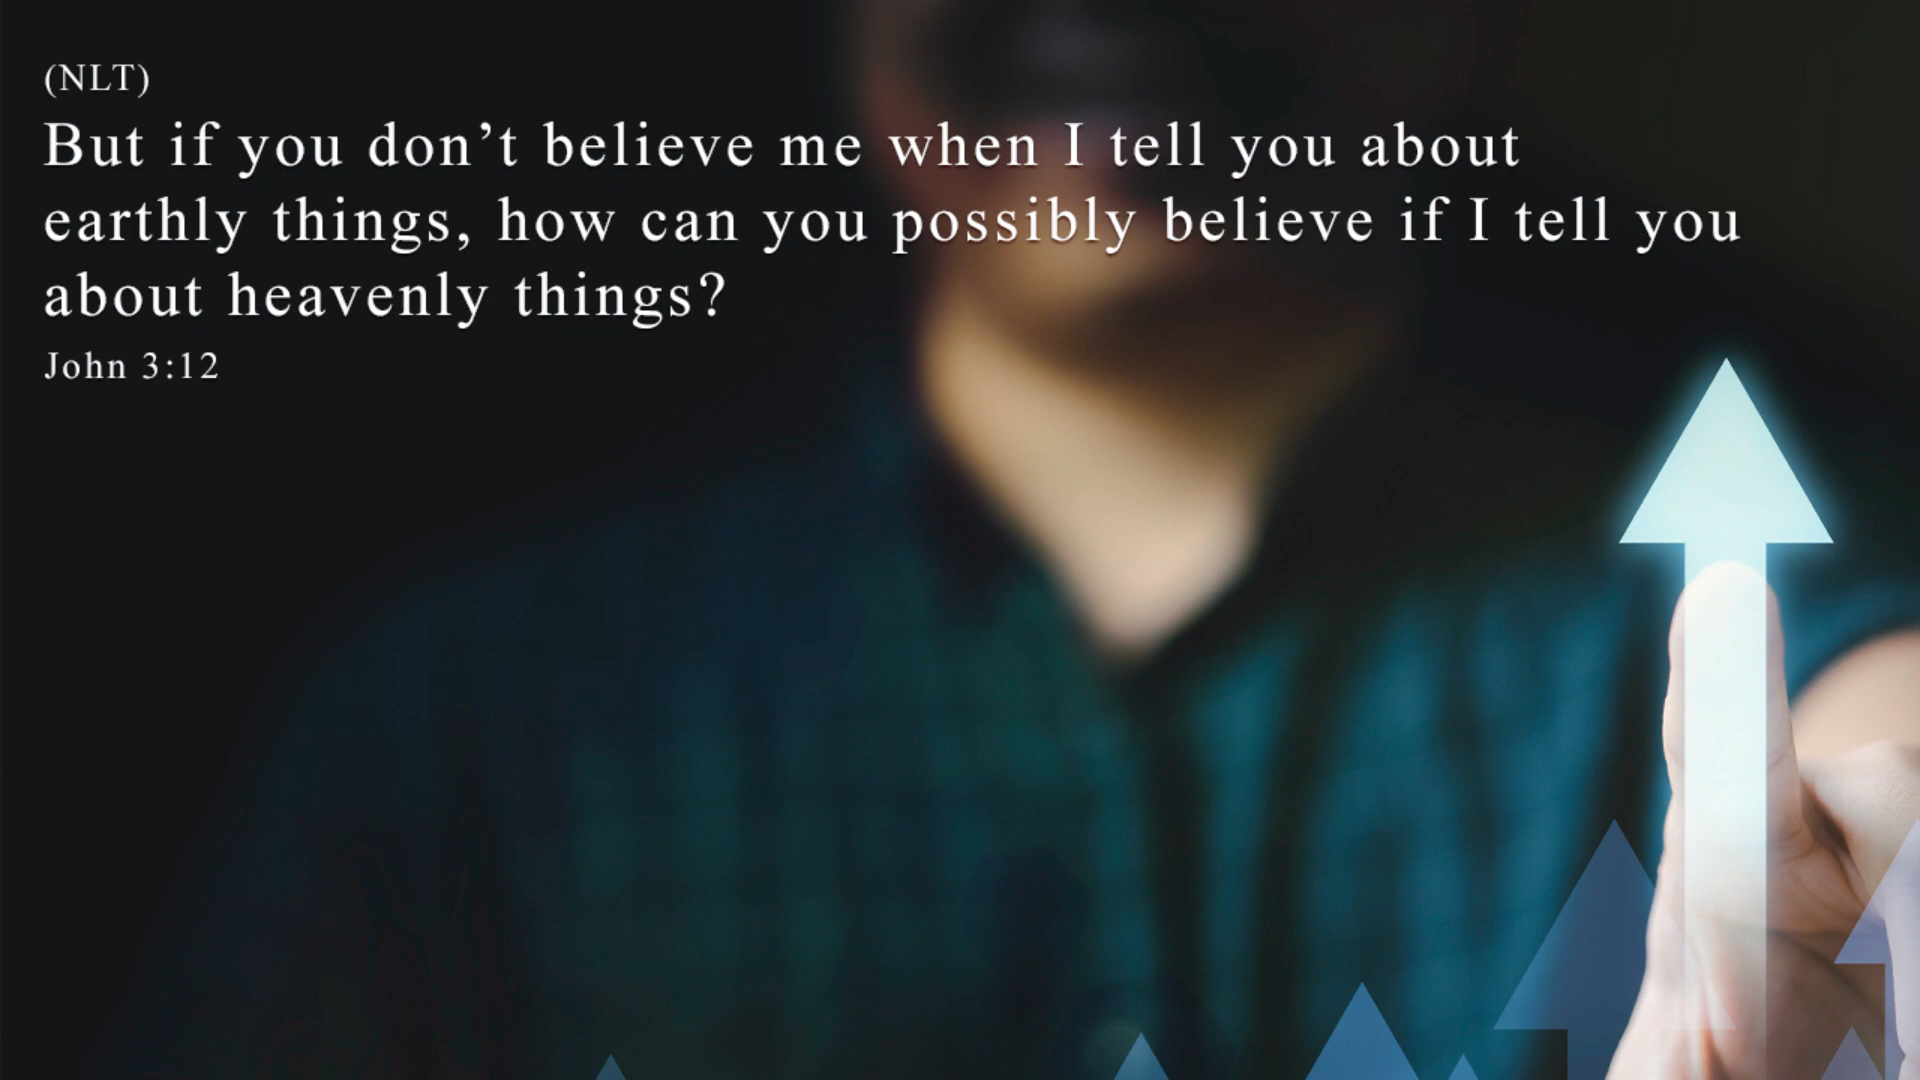 (NLT)
But if you don’t believe me when I tell you about
earthly things, how can you possibly believe if I tell you
about heavenly things?
John 3:12